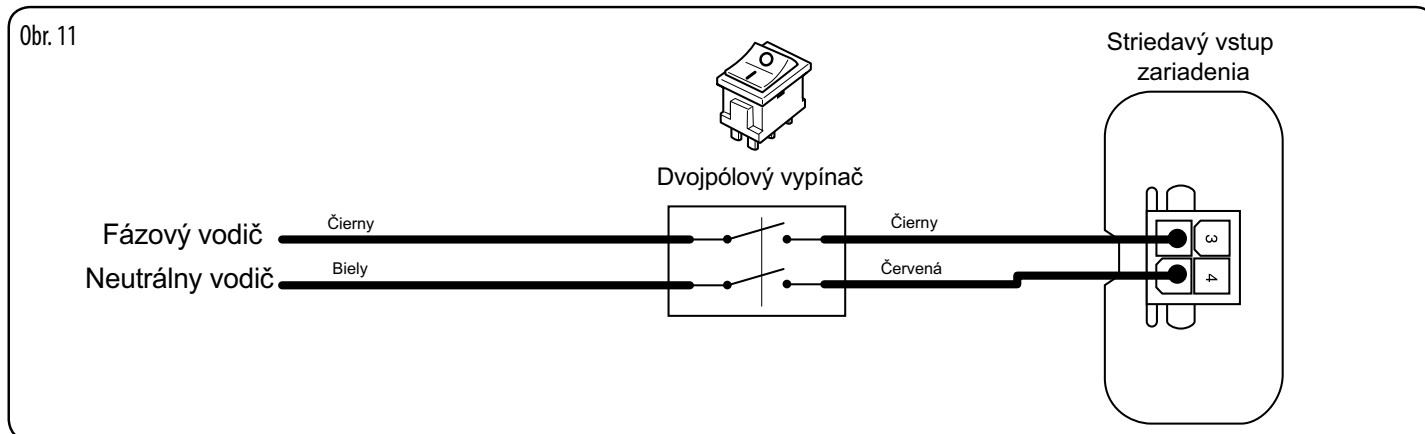 Obr. 11
Striedavý vstup
zariadenia
Dvojpólový vypínač
Fázový vodič
Čierny
Čierny
3
Neutrálny vodič
Biely
Červená
4